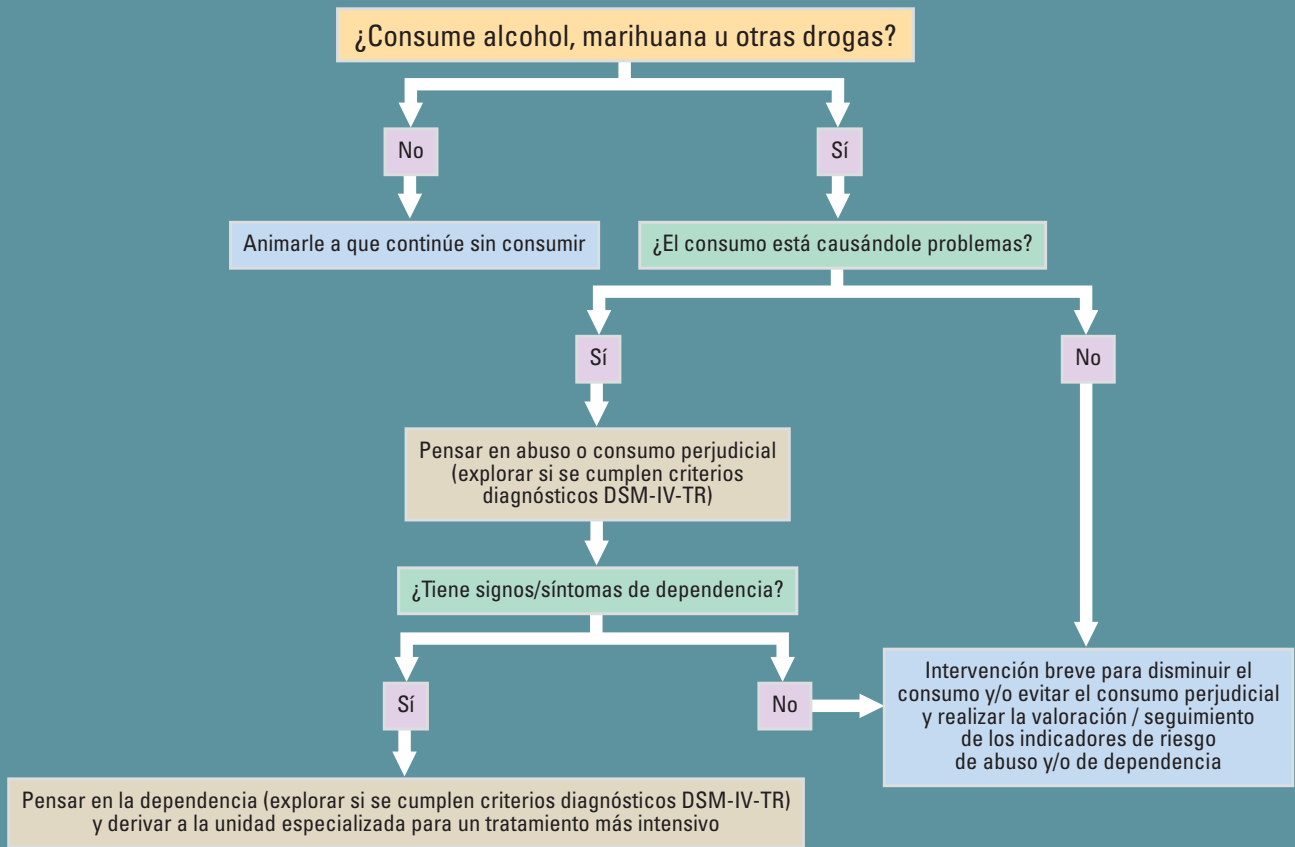 ¿Consume alcohol, marihuana u otras drogas?
No
Sí
Animarle a que continúe sin consumir
¿El consumo está causándole problemas?
Sí
No
Pensar en abuso o consumo perjudicial
(explorar si se cumplen criterios
diagnósticos DSM-IV-TR)
¿Tiene signos/síntomas de dependencia?
Sí
No
Intervención breve para disminuir el
consumo y/o evitar el consumo perjudicial
y realizar la valoración / seguimiento
de los indicadores de riesgo
de abuso y/o de dependencia
Pensar en la dependencia (explorar si se cumplen criterios diagnósticos DSM-IV-TR)
y derivar a la unidad especializada para un tratamiento más intensivo